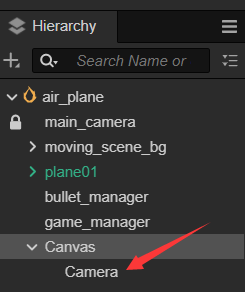 Hierarchy
Search Name or
air_plane
main_camera
moving_scene_bg
plane01
bullet_manager
game_manager
Canvas
Camera